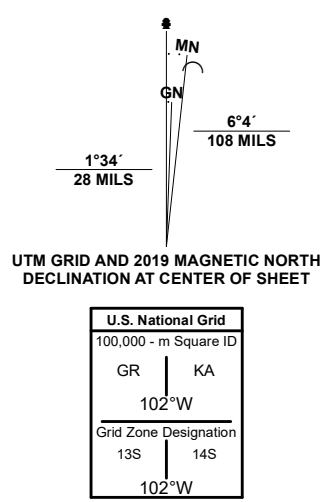 MN
GN
6°4´
108 MILS
1°34´
28 MILS
UTM GRID AND 2019 MAGNETIC NORTH
DECLINATION AT CENTER OF SHEET
U.S. National Grid
100,000 - m Square ID
GR KA
102°W
Grid Zone Designation
13S 14S
102°W